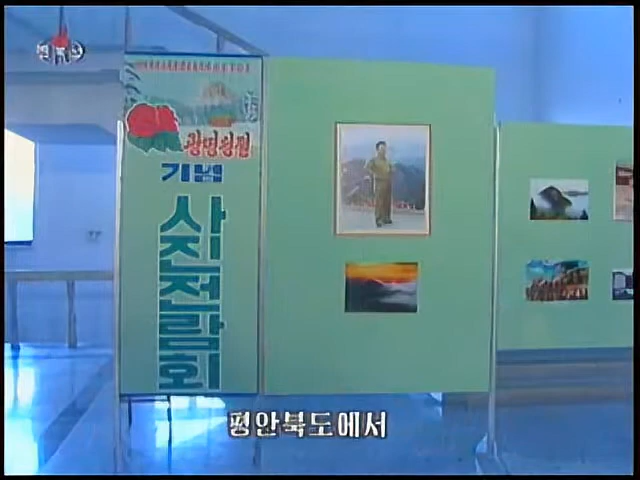 광명성절
기념
사진전람회
평안북도에서